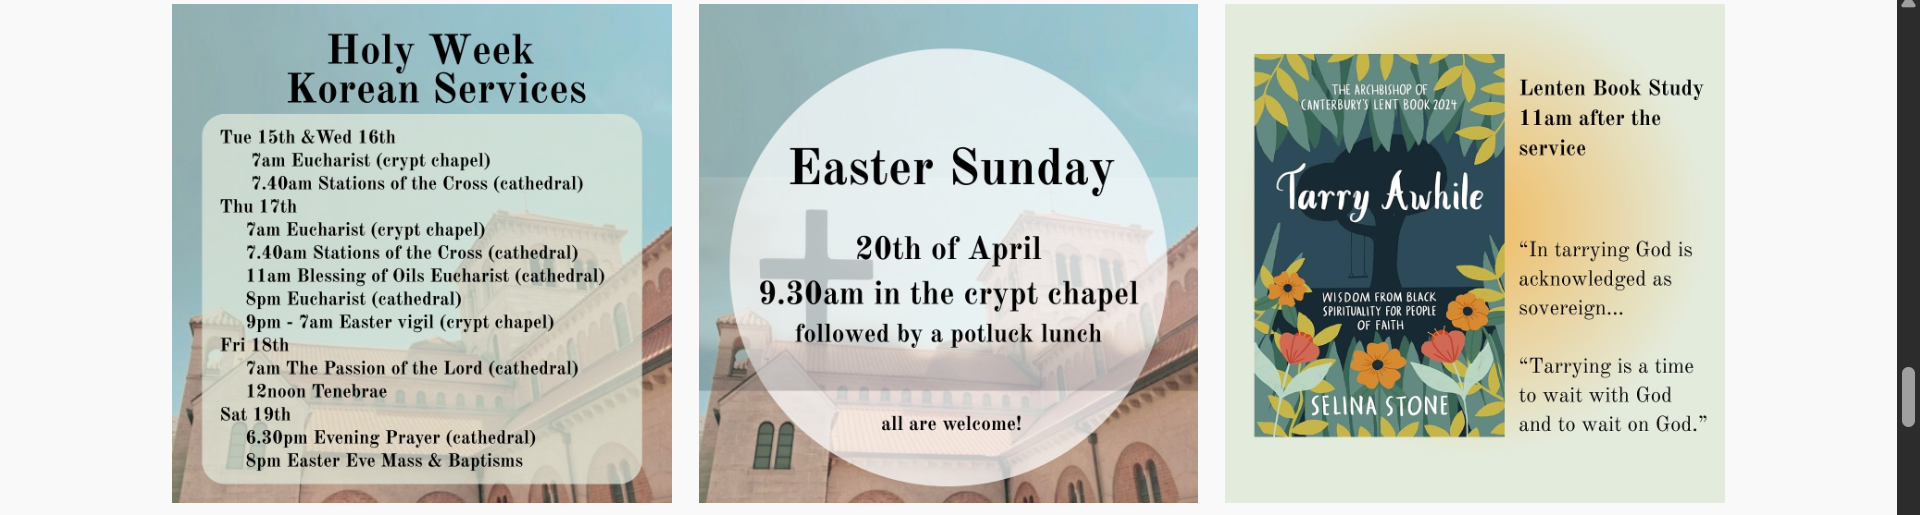 Holy Week
Korean Services
Tue 15th &Wed 16th
7am Eucharist (crypt chapel)
7.40am Stations of the Cross (cathedral)
Thu 17th
7am Eucharist (crypt chapel)
7.40am Stations of the Cross (cathedral)
11am Blessing of Oils Eucharist (cathedral)
8pm Eucharist (cathedral)
9pm - 7am Easter vigil (crypt chapel)
Fri 18th
7am The Passion of the Lord (cathedral)
12noon Tenebrae
Sat 19th
6.30pm Evening Prayer (cathedral)
8pm Easter Eve Mass & Baptisms
Easter Sunday
20th of April
9.30am in the crypt chapel
followed by a potluck lunch
all are welcome!
THE ARCHBISHOP OF
CANTERBURY'S LENT BOOK 2024
Tarry Awhile
WISDOM FROM BLACK
SPIRITUALITY FOR PEOPLE
OF FAITH
SELINA STONE
Lenten Book Study
11am after the
service
“In tarrying God is
acknowledged as
sovereign...
“Tarrying is a time
to wait with God
and to wait on God.”